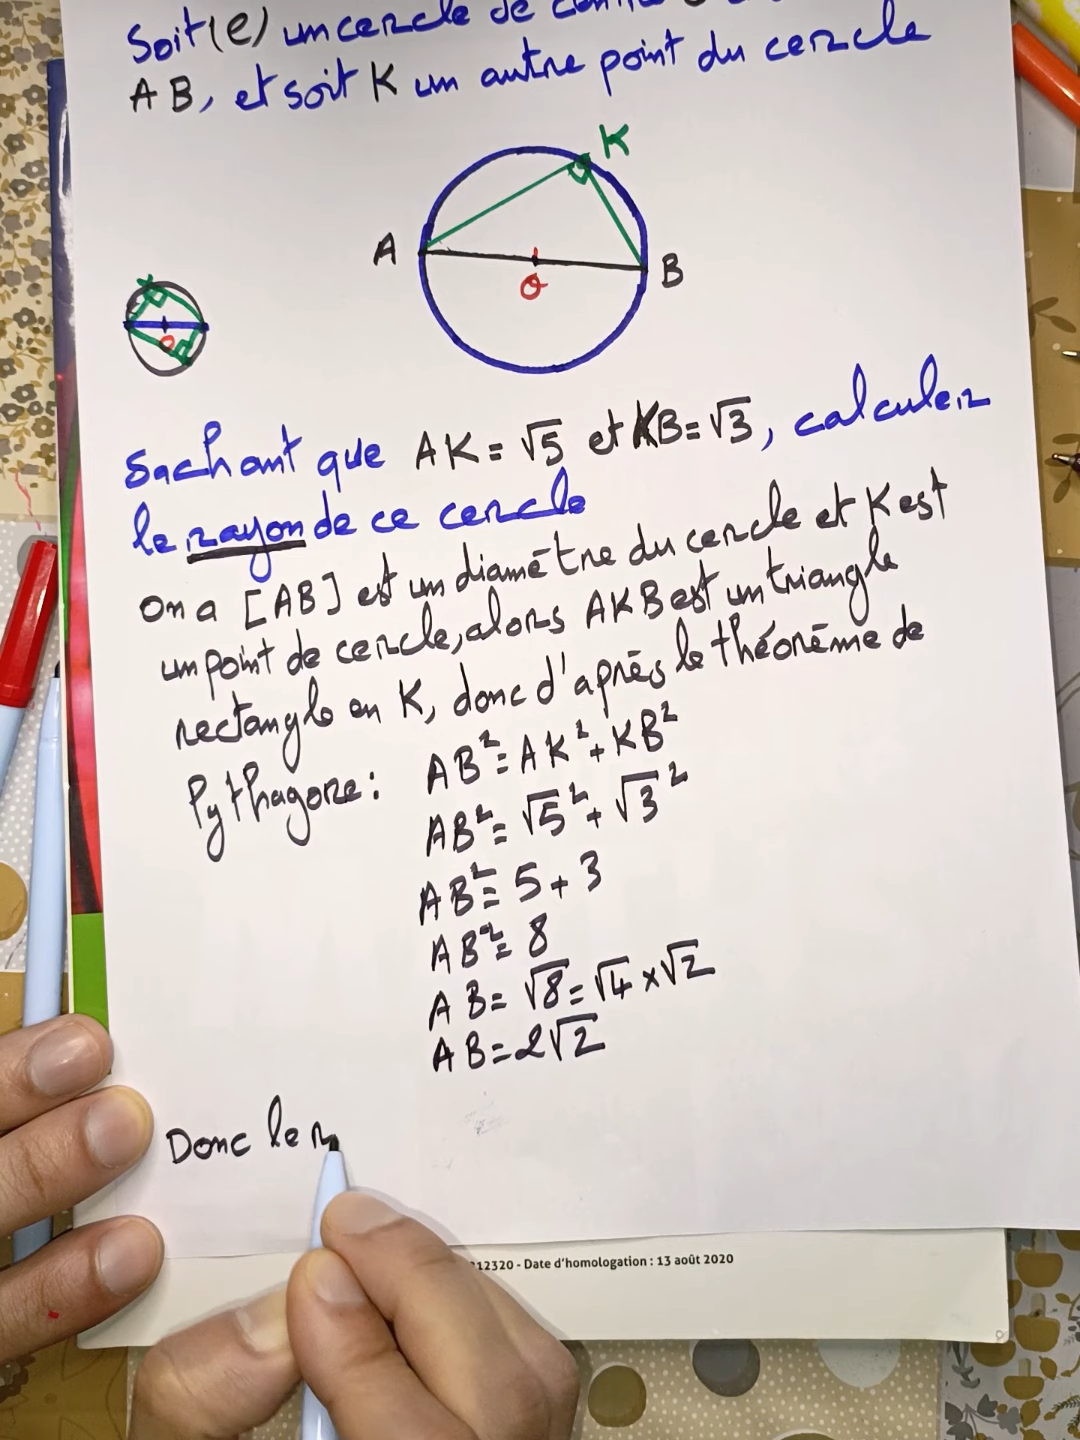 Soit (C) un cercle de
AB, et soit K un autre point du cercle
K
A
B
O
O
Sachant que AK = √5 et KB = √3, calculer
le rayon de ce cercle
On a [AB] est un diamètre du cercle et K est
un point de cercle, alors AKB est un triangle
rectangle en K, donc d'après le théorème de
Pythagore : AB² = AK² + KB²
AB² = √5² + √3²
AB² = 5 + 3
AB² = 8
AB = √8 = √4 × √2
AB = 2√2
Donc le r
12320 - Date d'homologation : 13 août 2020